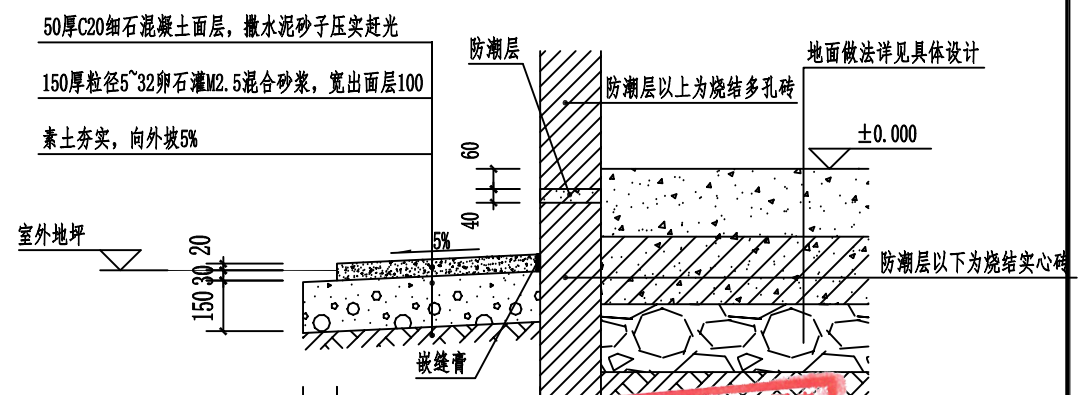 50厚C20细石混凝土面层，撒水泥砂子压实赶光
150厚粒径5~32卵石灌M2.5混合砂浆，宽出面层100
素土夯实，向外坡5%
防潮层
防潮层以上为烧结多孔砖
地面做法详见具体设计
±0.000
60
40
室外地坪
20
30
150
5%
防潮层以下为烧结实心砖
嵌缝膏